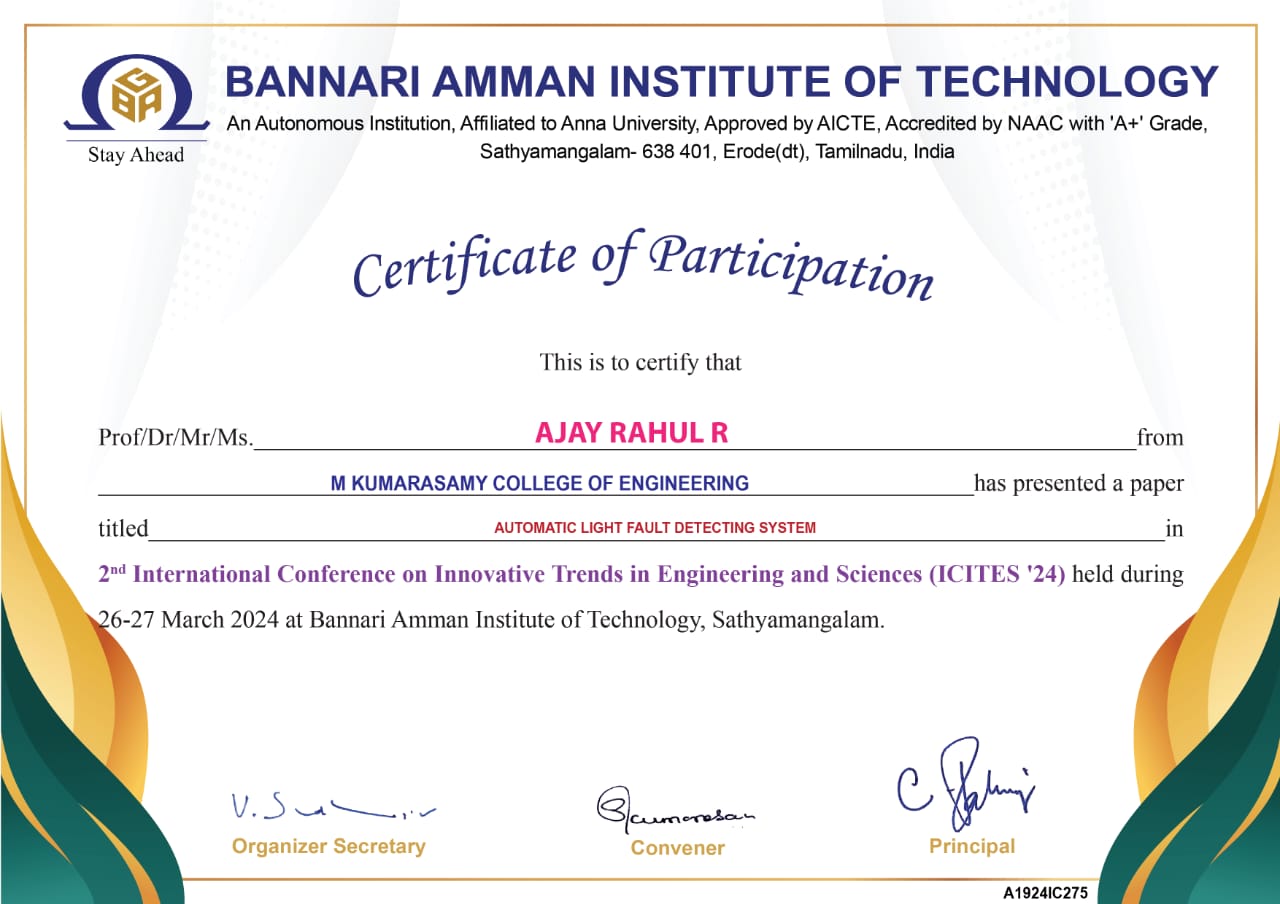 GBA
BANNARI AMMAN INSTITUTE OF TECHNOLOGY
An Autonomous Institution, Affiliated to Anna University, Approved by AICTE, Accredited by NAAC with 'A+' Grade,
Stay Ahead
Sathyamangalam- 638 401, Erode(dt), Tamilnadu, India
Certificate of Participation
This is to certify that
Prof/Dr/Mr/Ms. AJAY RAHUL R from
M KUMARASAMY COLLEGE OF ENGINEERING has presented a paper
titled AUTOMATIC LIGHT FAULT DETECTING SYSTEM in
2nd International Conference on Innovative Trends in Engineering and Sciences (ICITES '24) held during
26-27 March 2024 at Bannari Amman Institute of Technology, Sathyamangalam.
Organizer Secretary
Convener
Principal
A1924IC275